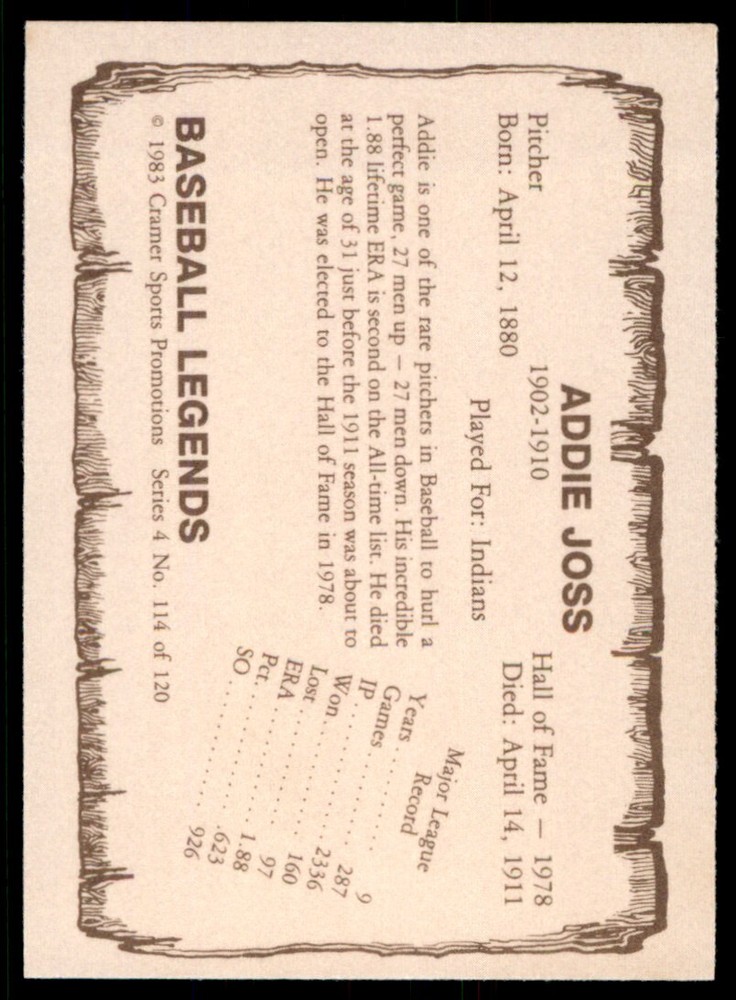 ADDIE JOSS
Pitcher 1902-1910 Hall of Fame — 1978
Born: April 12, 1880 Died: April 14, 1911
Played For: Indians
Addie is one of the rare pitchers in Baseball to hurl a
perfect game, 27 men up — 27 men down. His incredible
1.88 lifetime ERA is second on the All-time list. He died
at the age of 31 just before the 1911 season was about to
open. He was elected to the Hall of Fame in 1978.
Major League
Record
Years 9
Games 287
IP 2336
Won 160
Lost 97
ERA 1.88
Pct. .623
SO 926
BASEBALL LEGENDS
© 1983 Cramer Sports Promotions Series 4 No. 114 of 120